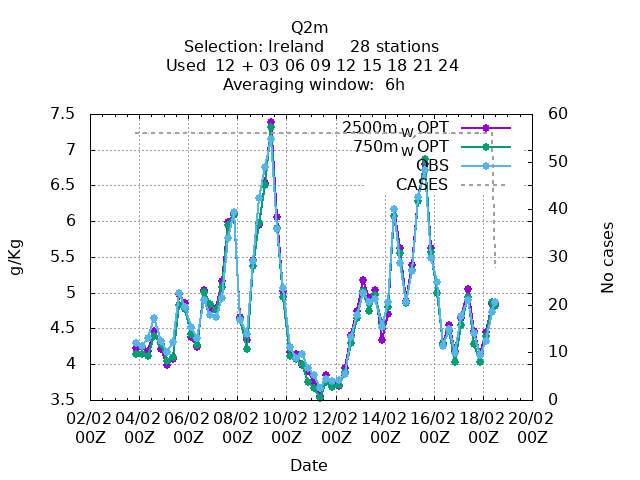 Q2m
Selection: Ireland 28 stations
Used 12 + 03 06 09 12 15 18 21 24
Averaging window: 6h
7.5
7
6.5
6
5.5
5
4.5
4
3.5
g/Kg
2500m_W OPT
750m_W OPT
OBS
CASES
60
50
40
30
20
10
0
No cases
02/02 04/02 06/02 08/02 10/02 12/02 14/02 16/02 18/02 20/02
00Z 00Z 00Z 00Z 00Z 00Z 00Z 00Z 00Z 00Z
Date